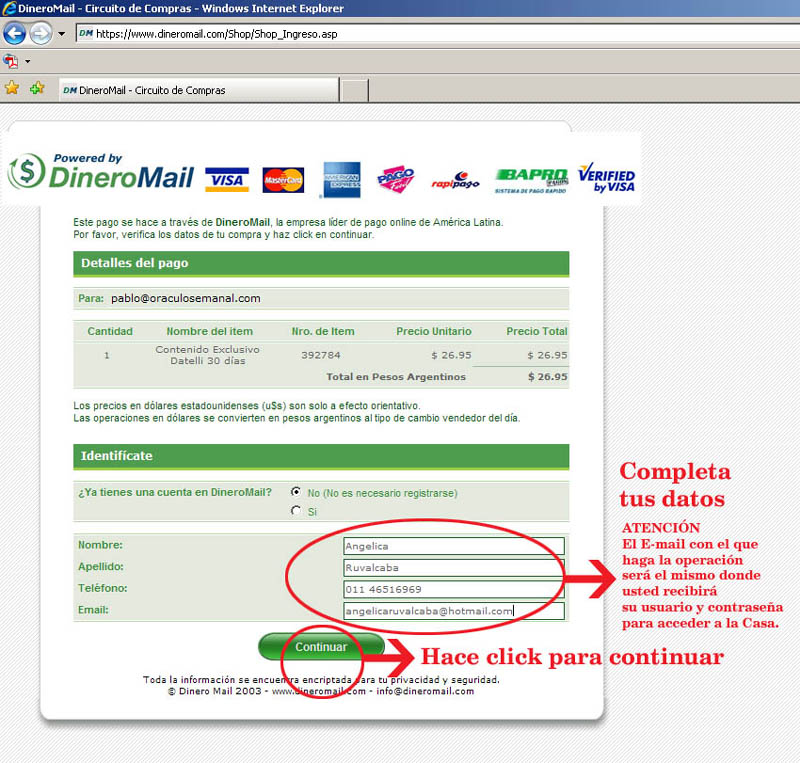 DineroMail - Circuito de Compras - Windows Internet Explorer
DM https://www.dineromail.com/Shop/Shop_Ingreso.asp
DM DineroMail - Circuito de Compras
Powered by
DineroMail
VISA
MasterCard
AMERICAN EXPRESS
PAGO fácil
rapipago
BAPRO PAGOS
SISTEMA DE PAGO RAPIDO
VERIFIED by VISA
Este pago se hace a través de DineroMail, la empresa líder de pago online de América Latina.
Por favor, verifica los datos de tu compra y haz click en continuar.
Detalles del pago
Para: pablo@oraculosemanal.com
Cantidad Nombre del item Nro. de Item Precio Unitario Precio Total
1 Contenido Exclusivo Datelli 30 días 392784 $ 26.95 $ 26.95
Total en Pesos Argentinos $ 26.95
Los precios en dólares estadounidenses (u$s) son solo a efecto orientativo.
Las operaciones en dólares se convierten en pesos argentinos al tipo de cambio vendedor del día.
Identifícate
¿Ya tienes una cuenta en DineroMail? No (No es necesario registrarse)
Si
Nombre: Angelica
Apellido: Ruvalcaba
Teléfono: 011 46516969
Email: angelicaruvalcaba@hotmail.com
Completa
tus datos
ATENCIÓN
El E-mail con el que
haga la operación
será el mismo donde
usted recibirá
su usuario y contraseña
para acceder a la Casa.
Continuar
Hace click para continuar
Toda la información se encuentra encriptada para tu privacidad y seguridad.
© Dinero Mail 2003 - www.dineromail.com - info@dineromail.com